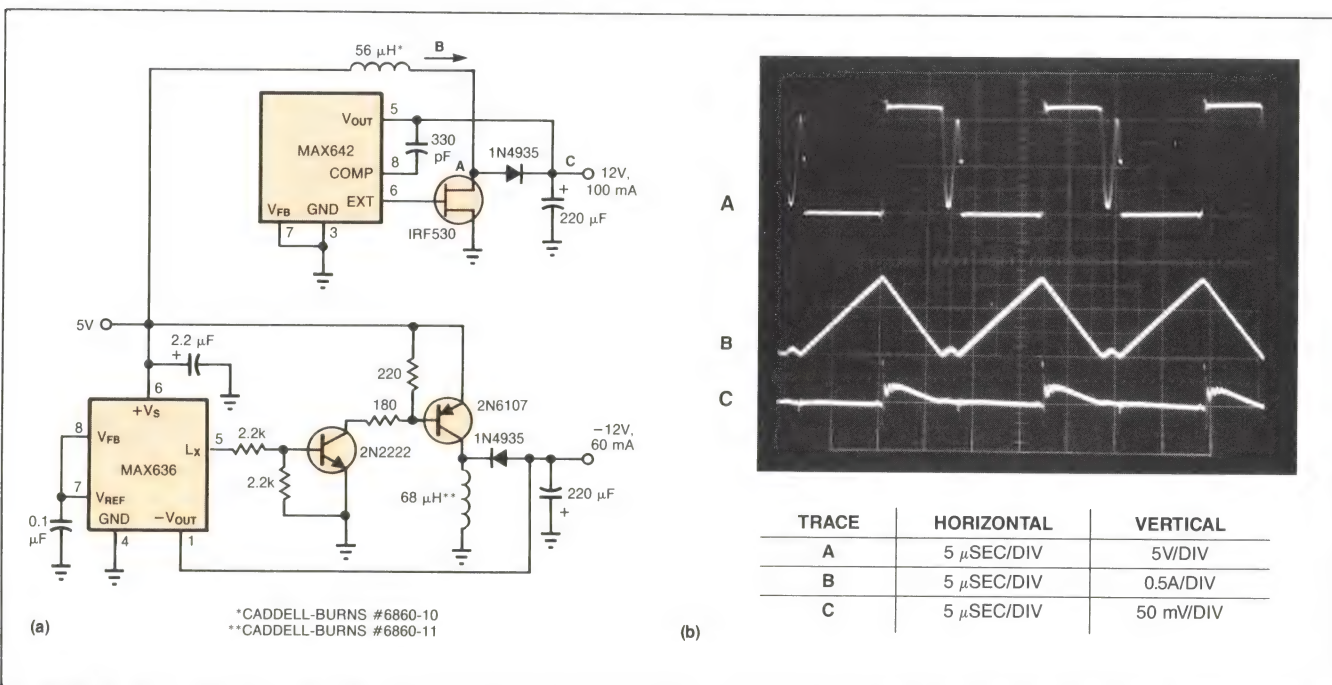 56 μH*
B
VOUT
5
MAX642
330
pF
COMP
8
A
1N4935
C
12V,
100 mA
EXT
6
+
220 μF
VFB
GND
7
3
IRF530
5V
2.2 μF
+
220
6
+VS
180
2N6107
8
VFB
LX
5
2.2k
1N4935
−12V,
60 mA
MAX636
2N2222
7
VREF
2.2k
68 μH**
220 μF
+
GND
−VOUT
0.1
μF
4
1
*CADDELL-BURNS #6860-10
**CADDELL-BURNS #6860-11
(a)
A
B
C
TRACE HORIZONTAL VERTICAL
A 5 μSEC/DIV 5V/DIV
B 5 μSEC/DIV 0.5A/DIV
C 5 μSEC/DIV 50 mV/DIV
(b)